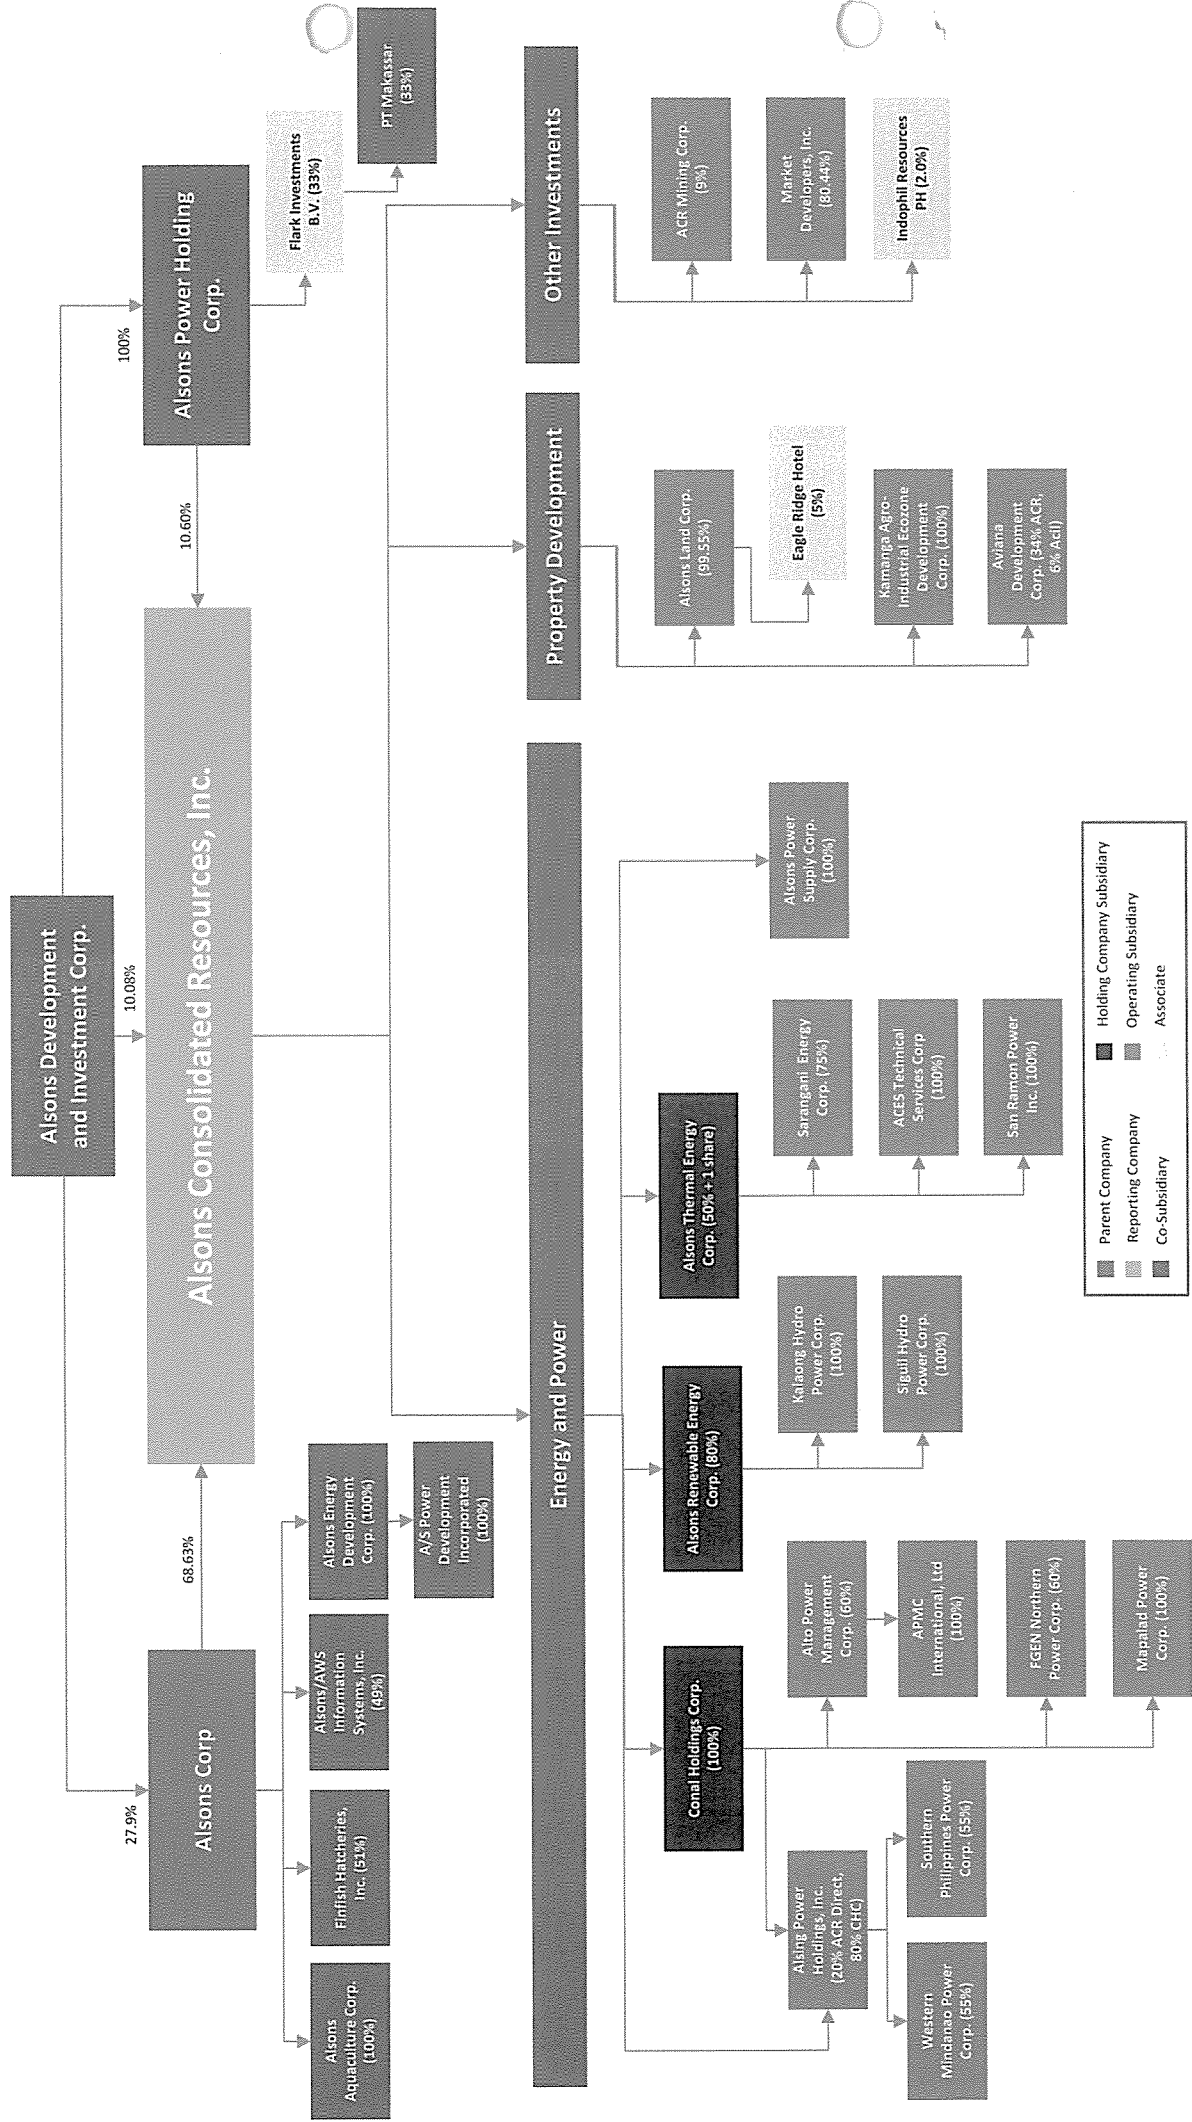 Alsons Development
and Investment Corp.
27.9%
10.08%
100%
Alsons Corp
68.63%
Alsons Consolidated Resources, Inc.
10.60%
Alsons Power Holding
Corp.
Alsons
Aquaculture Corp.
(100%)
Finfish Hatcheries,
Inc. (51%)
Alsons/AWS
Information
Systems, Inc.
(49%)
Alsons Energy
Development
Corp. (100%)
A/S Power
Development
Incorporated
(100%)
Flark Investments
B.V. (33%)
PT Makassar
(33%)
Energy and Power
Property Development
Other Investments
Conal Holdings Corp.
(100%)
Alsons Renewable Energy
Corp. (80%)
Alsons Thermal Energy
Corp. (50% + 1 share)
Alsing Power
Holdings, Inc.
(20% ACR Direct,
80% CHC)
Western
Mindanao Power
Corp. (55%)
Southern
Philippines Power
Corp. (55%)
Alto Power
Management
Corp. (60%)
APMC
International, Ltd
(100%)
FGEN Northern
Power Corp. (60%)
Mapalad Power
Corp. (100%)
Kalaong Hydro
Power Corp.
(100%)
Siguil Hydro
Power Corp.
(100%)
Sarangani Energy
Corp. (75%)
ACES Technical
Services Corp
(100%)
San Ramon Power
Inc. (100%)
Alsons Power
Supply Corp.
(100%)
Alsons Land Corp.
(99.55%)
Eagle Ridge Hotel
(5%)
Kamanga Agro-
Industrial Ecozone
Development
Corp. (100%)
Aviana
Development
Corp. (34% ACR,
6% Acil)
ACR Mining Corp.
(9%)
Market
Developers, Inc.
(80.44%)
Indophil Resources
PH (2.0%)
Parent Company
Reporting Company
Co-Subsidiary
Holding Company Subsidiary
Operating Subsidiary
Associate